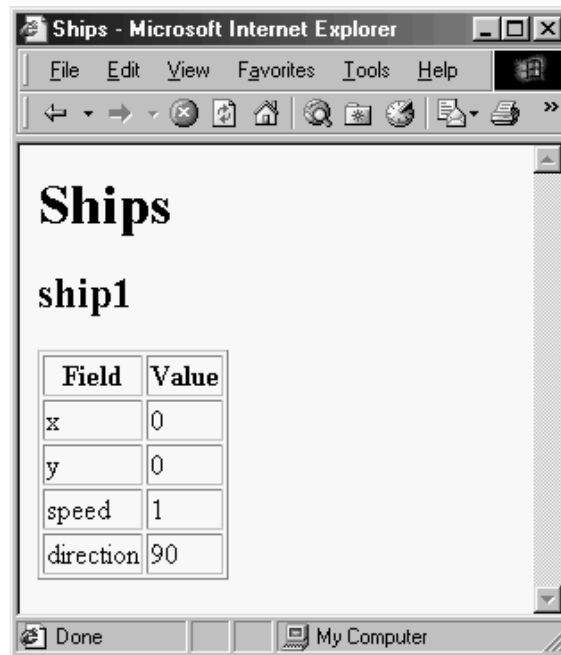 Ships - Microsoft Internet Explorer
File Edit View Favorites Tools Help
»
Ships
ship1
Field Value
x 0
y 0
speed 1
direction 90
Done My Computer